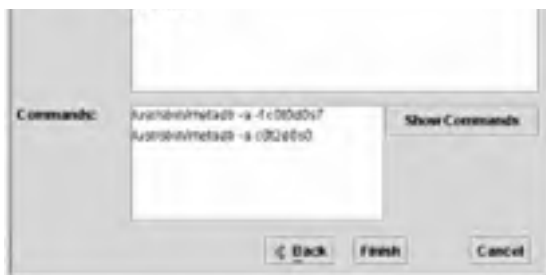 Commands:
/usr/sbin/metadb -a -f c0t0d0s7
Show Commands
/usr/sbin/metadb -a c0t2d0s0
Back Finish Cancel